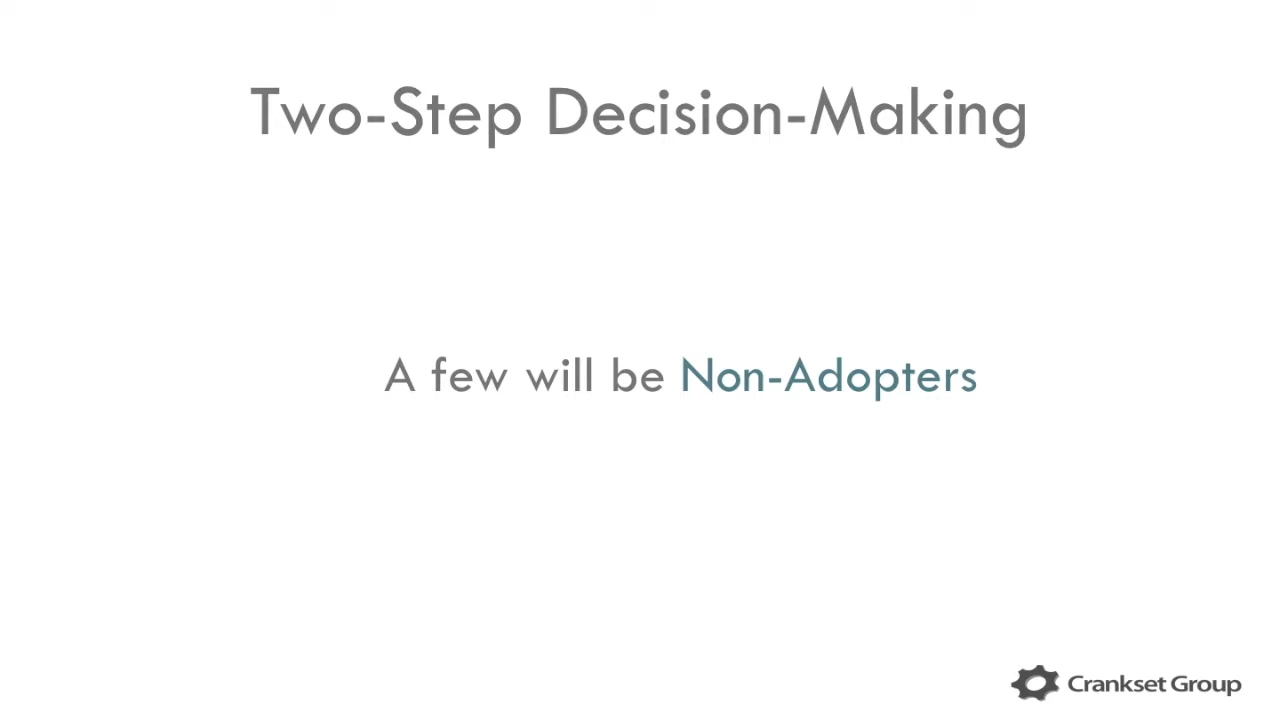 Two-Step Decision-Making
A few will be Non-Adopters
Crankset Group